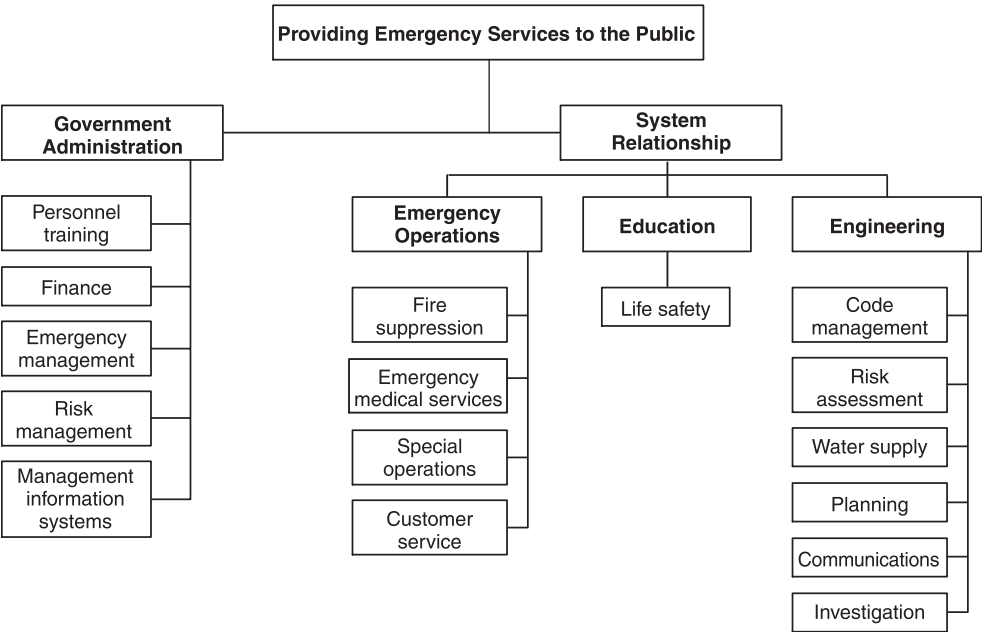 Providing Emergency Services to the Public
Government
Administration
Personnel
training
Finance
Emergency
management
Risk
management
Management
information
systems
System
Relationship
Emergency
Operations
Fire
suppression
Emergency
medical services
Special
operations
Customer
service
Education
Life safety
Engineering
Code
management
Risk
assessment
Water supply
Planning
Communications
Investigation